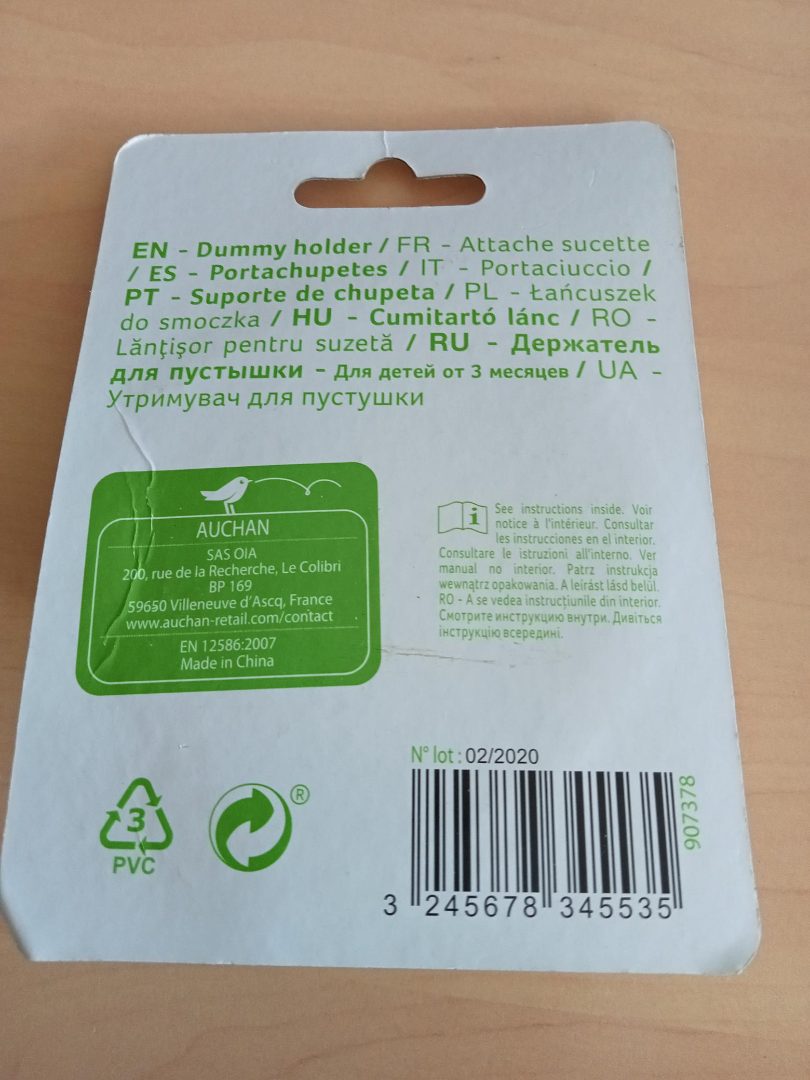 EN - Dummy holder / FR - Attache sucette
/ ES - Portachupetes / IT - Portaciuccio /
PT - Suporte de chupeta / PL - Łańcuszek
do smoczka / HU - Cumitartó lánc / RO -
Lănţişor pentru suzetă / RU - Держатель
для пустышки - Для детей от 3 месяцев / UA -
Утримувач для пустушки
AUCHAN
SAS OIA
200, rue de la Recherche, Le Colibri
BP 169
59650 Villeneuve d'Ascq, France
www.auchan-retail.com/contact
EN 12586:2007
Made in China
i
See instructions inside. Voir
notice à l'intérieur. Consultar
les instrucciones en el interior.
Consultare le istruzioni all'interno. Ver
manual no interior. Patrz instrukcja
wewnątrz opakowania. A leírást lásd belül.
RO - A se vedea instrucţiunile din interior.
Смотрите инструкцию внутри. Дивіться
інструкцію всередині.
N° lot : 02/2020
907378
3 245678 345535
3
PVC
®